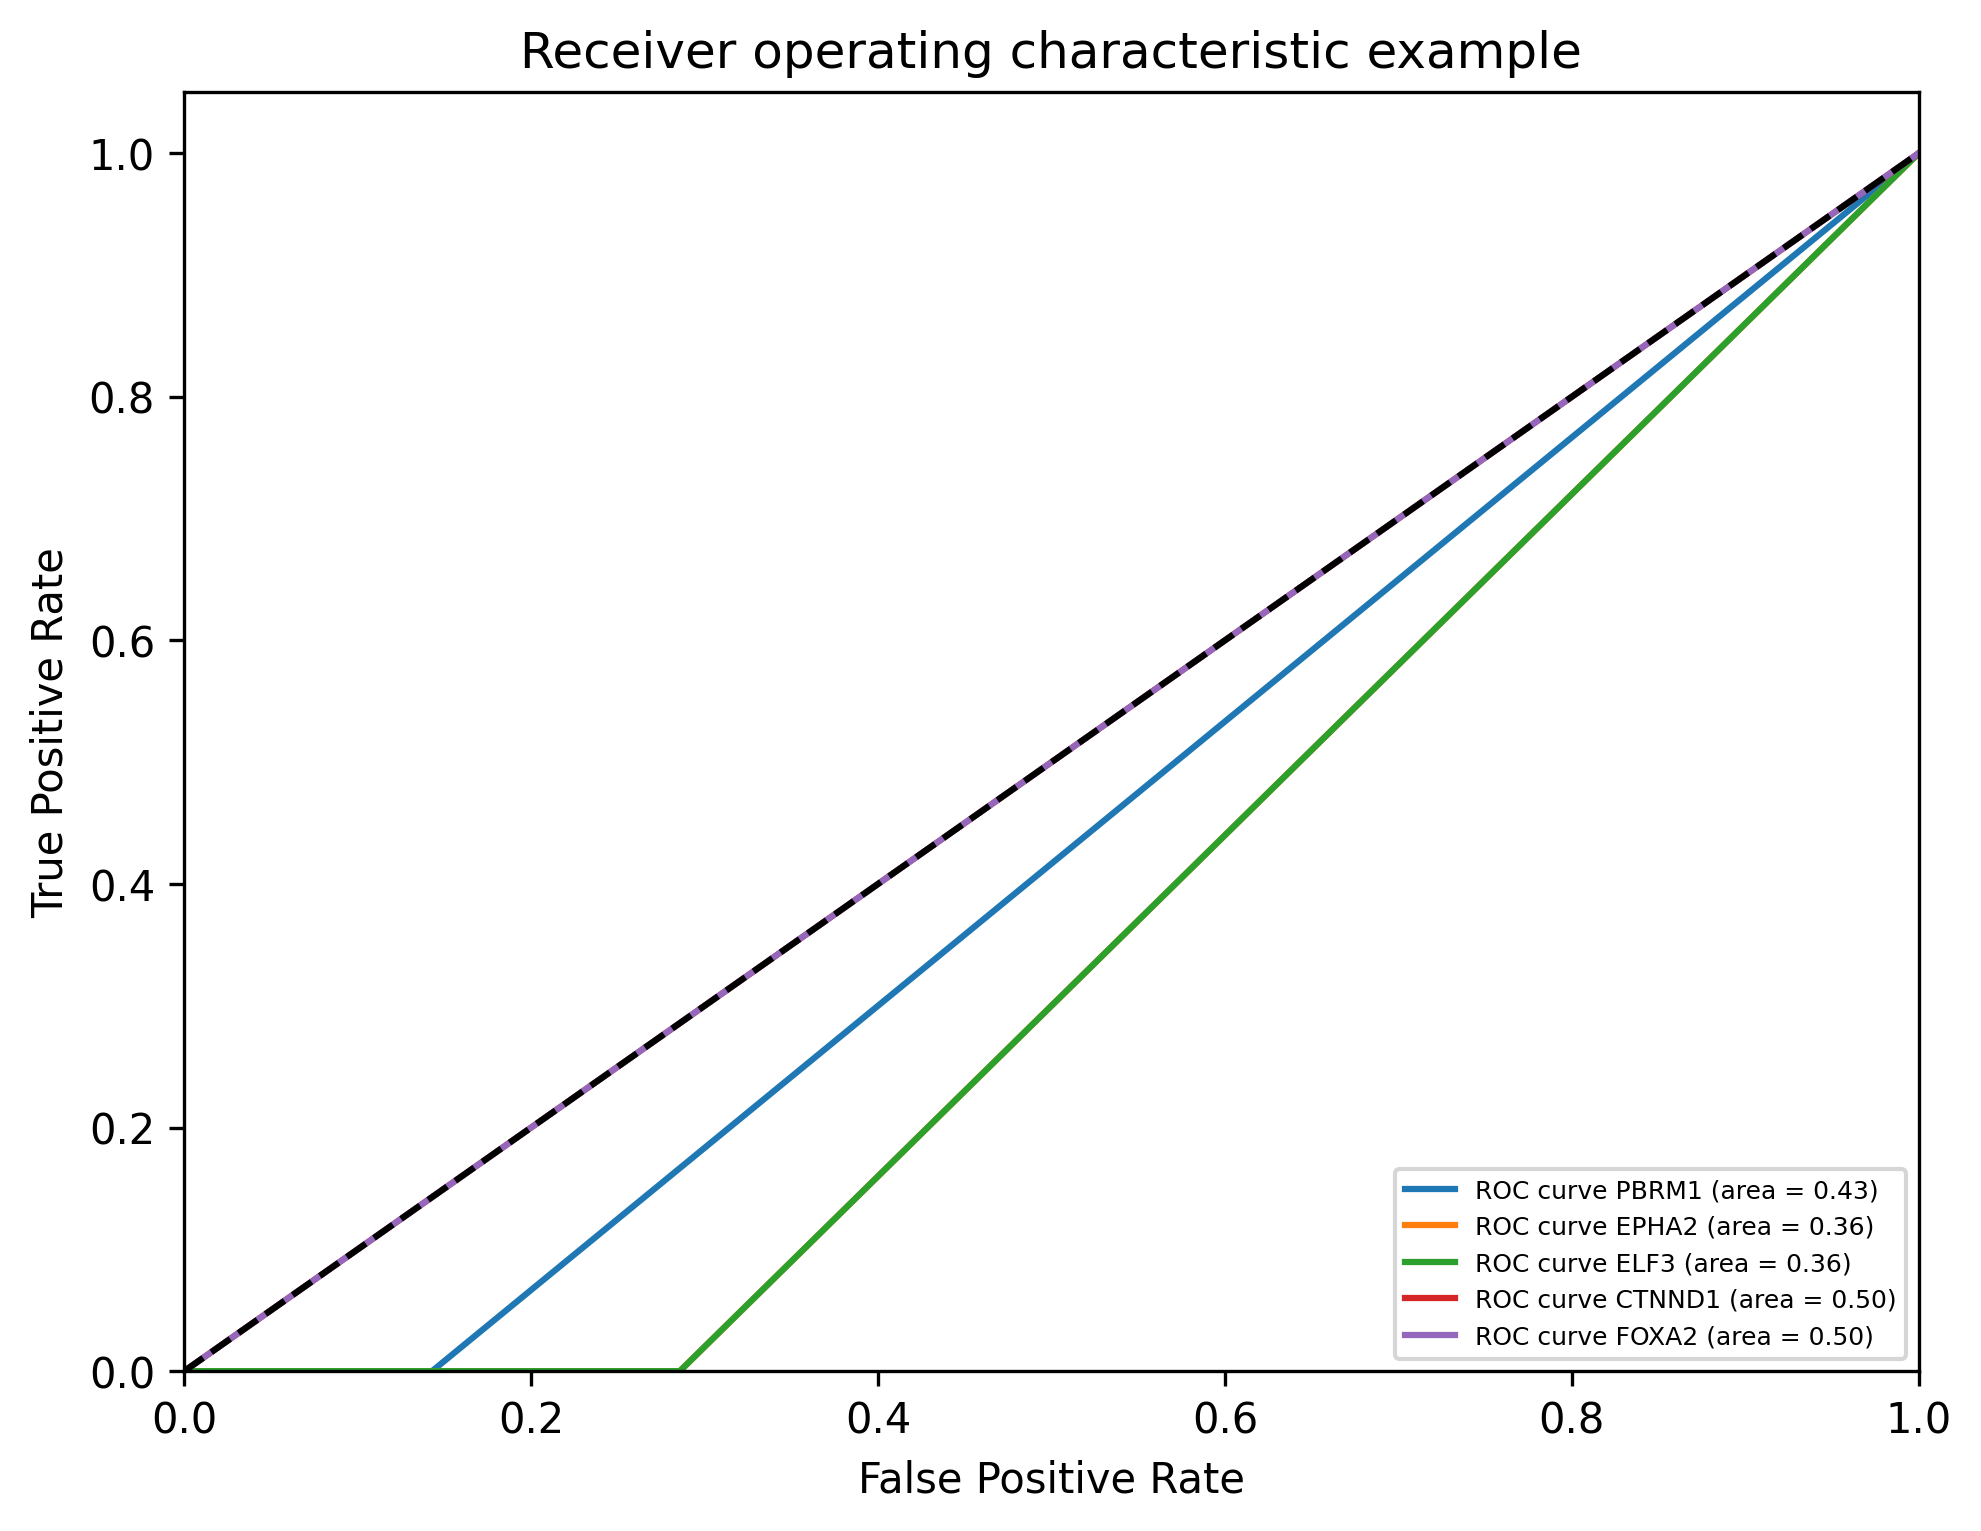 Receiver operating characteristic example
True Positive Rate
1.0
0.8
0.6
0.4
0.2
0.0
0.0 0.2 0.4 0.6 0.8 1.0
False Positive Rate
ROC curve PBRM1 (area = 0.43)
ROC curve EPHA2 (area = 0.36)
ROC curve ELF3 (area = 0.36)
ROC curve CTNND1 (area = 0.50)
ROC curve FOXA2 (area = 0.50)